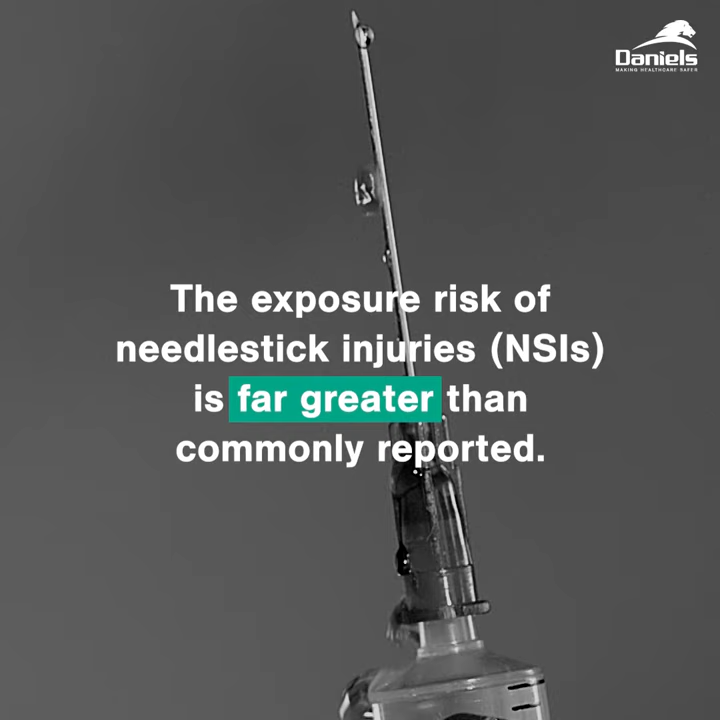 Daniels
MAKING HEALTHCARE SAFER
The exposure risk of
needlestick injuries (NSIs)
is far greater than
commonly reported.